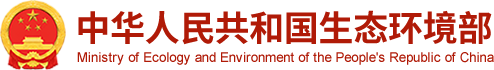 中华人民共和国生态环境部
Ministry of Ecology and Environment of the People's Republic of China